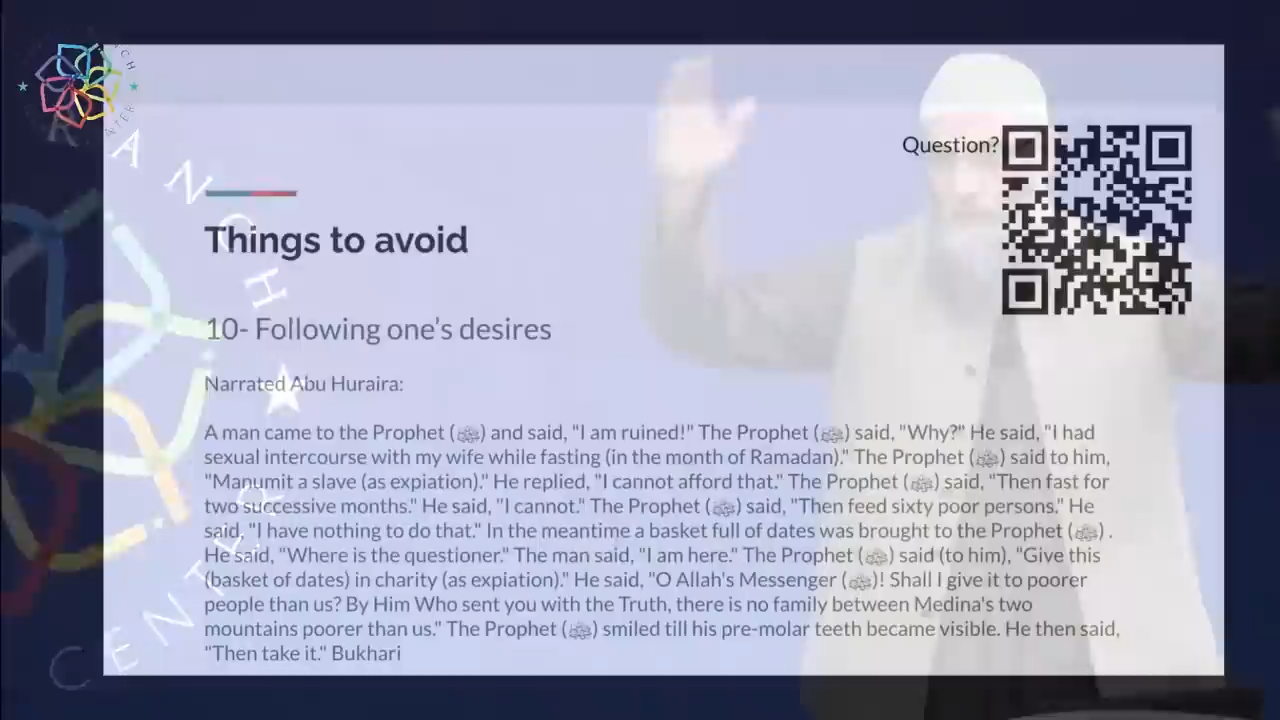 Question?
Things to avoid
10- Following one's desires
Narrated Abu Huraira:
A man came to the Prophet (ﷺ) and said, "I am ruined!" The Prophet (ﷺ) said, "Why?" He said, "I had
sexual intercourse with my wife while fasting (in the month of Ramadan)." The Prophet (ﷺ) said to him,
"Manumit a slave (as expiation)." He replied, "I cannot afford that." The Prophet (ﷺ) said, "Then fast for
two successive months." He said, "I cannot." The Prophet (ﷺ) said, "Then feed sixty poor persons." He
said, "I have nothing to do that." In the meantime a basket full of dates was brought to the Prophet (ﷺ) .
He said, "Where is the questioner." The man said, "I am here." The Prophet (ﷺ) said (to him), "Give this
(basket of dates) in charity (as expiation)." He said, "O Allah's Messenger (ﷺ)! Shall I give it to poorer
people than us? By Him Who sent you with the Truth, there is no family between Medina's two
mountains poorer than us." The Prophet (ﷺ) smiled till his pre-molar teeth became visible. He then said,
"Then take it." Bukhari
CENTER